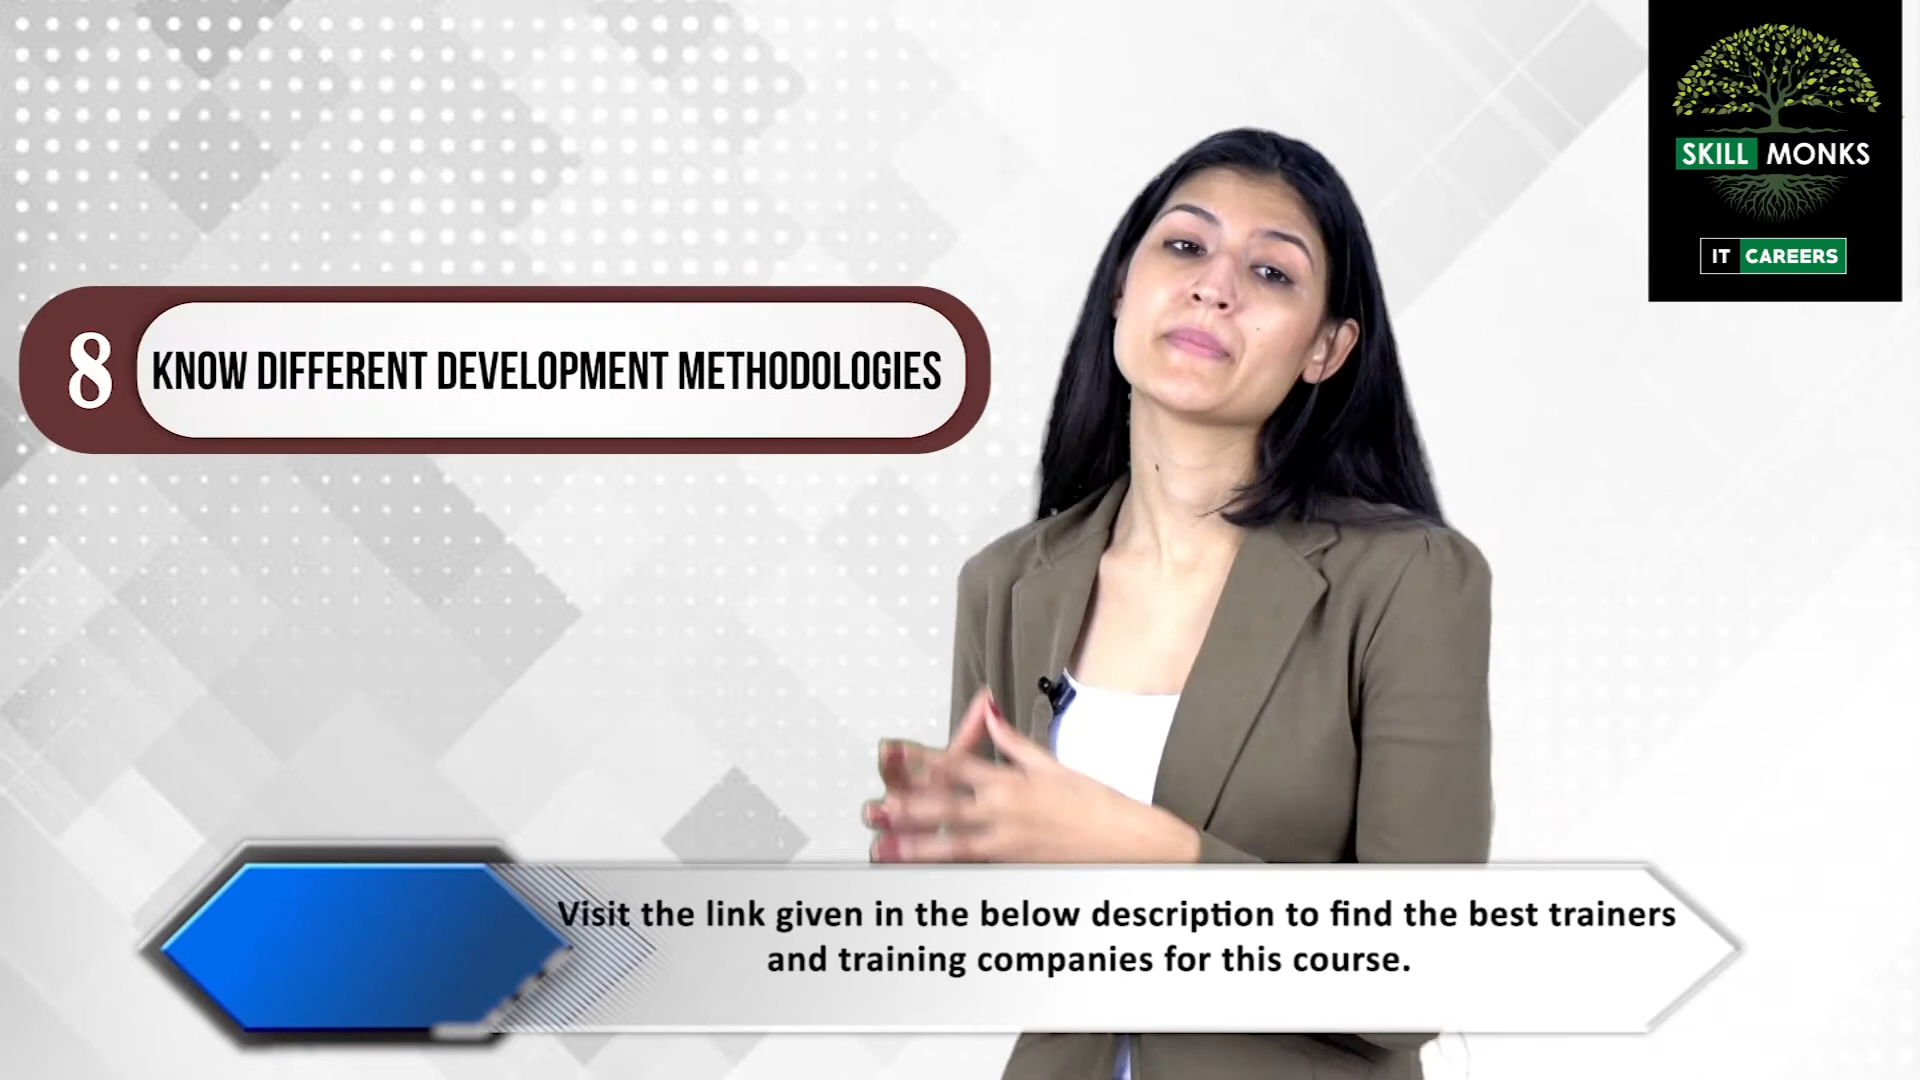 SKILL MONKS
IT CAREERS
8 KNOW DIFFERENT DEVELOPMENT METHODOLOGIES
Visit the link given in the below description to find the best trainers
and training companies for this course.